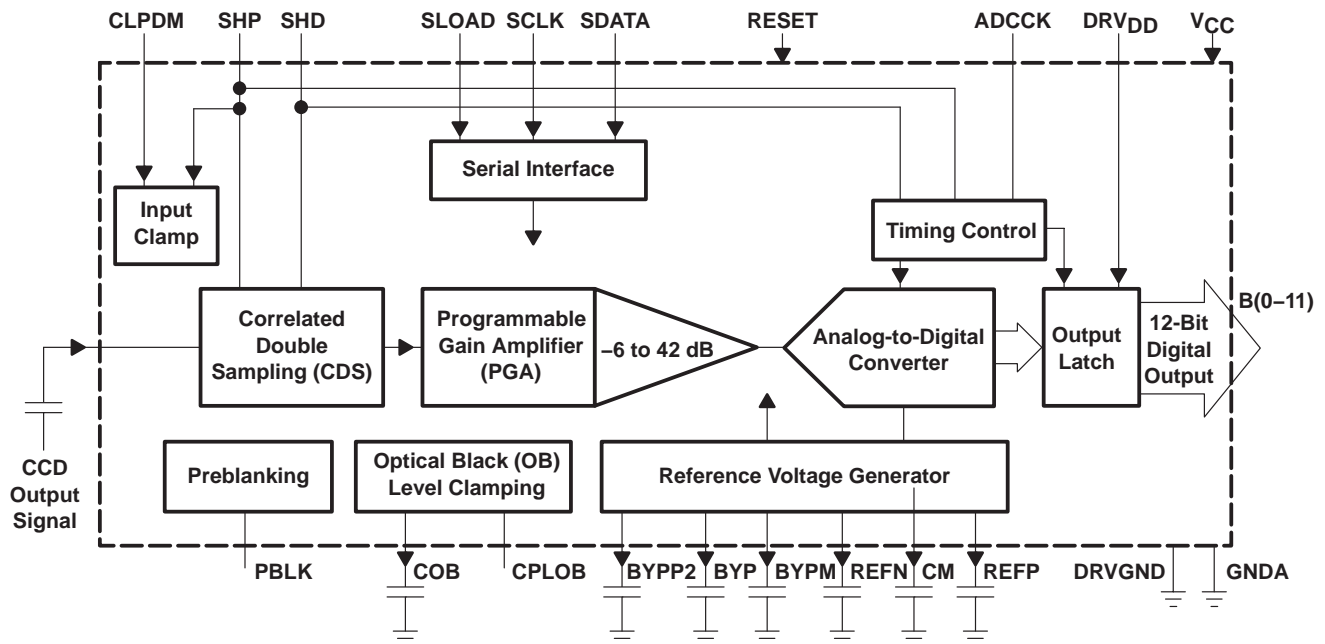 CLPDM SHP SHD SLOAD SCLK SDATA RESET ADCCK DRVDD VCC
Serial Interface
Input
Clamp
Timing Control
Correlated
Double
Sampling (CDS)
Programmable
Gain Amplifier
(PGA)
–6 to 42 dB
Analog-to-Digital
Converter
Output
Latch
12-Bit
Digital
Output
B(0–11)
CCD
Output
Signal
Preblanking
Optical Black (OB)
Level Clamping
Reference Voltage Generator
PBLK COB CPLOB BYPP2 BYP BYPM REFN CM REFP DRVGND GNDA